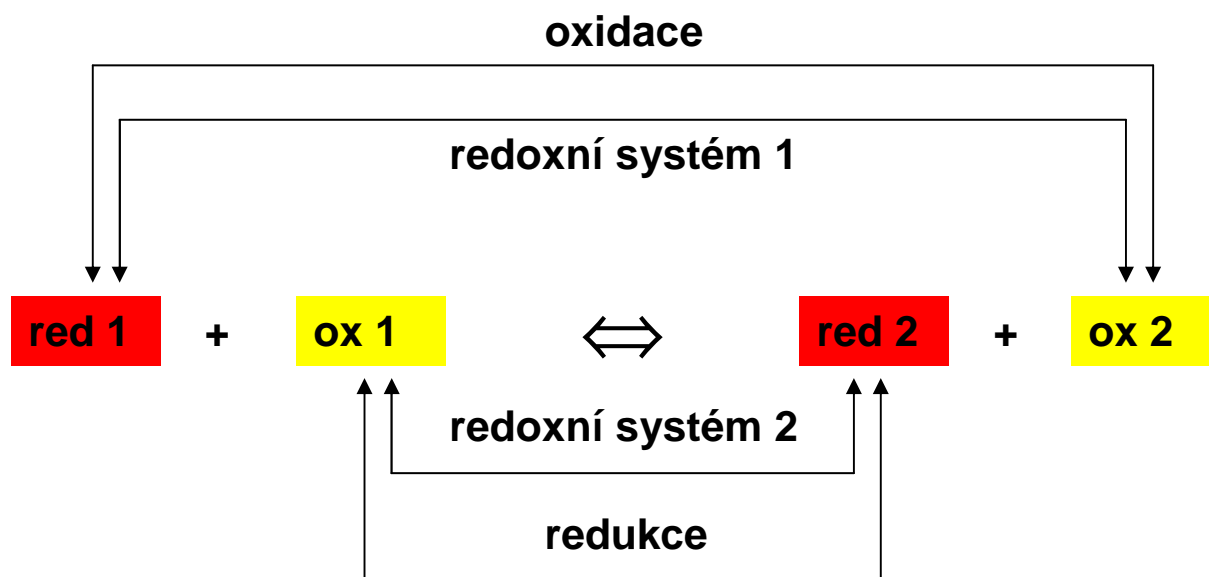 oxidace
redoxní systém 1
red 1 + ox 1 ⇔ red 2 + ox 2
redoxní systém 2
redukce